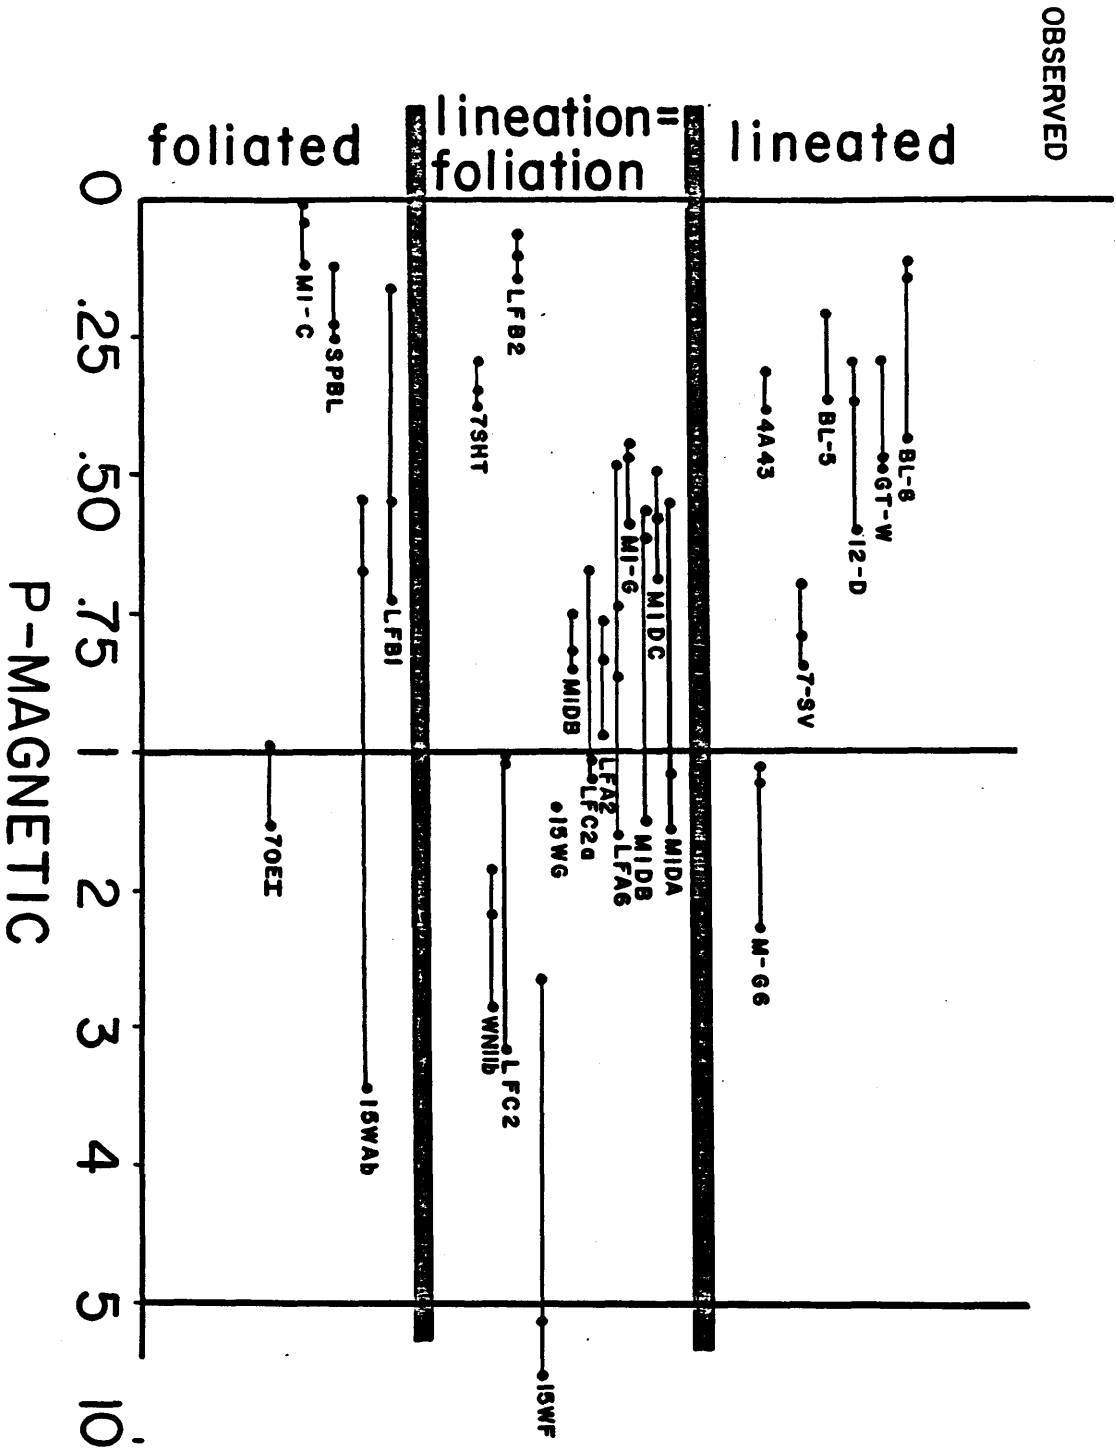 OBSERVED
lineated
BL-8
GT-W
12-D
BL-5
7-SV
4A43
M-G6
lineation=
foliation
MIDA
MIDC
MIDB
MI-G
LFA6
LFA2
LFC2a
MIDB
15WG
15WF
LFB2
LFC2
WN11b
7SHT
foliated
LFB1
15WAb
SPBL
MI-C
70EI
0
.25
.50
.75
1
2
3
4
5
10
P-MAGNETIC